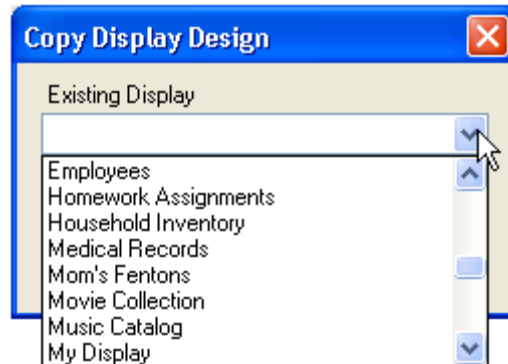 Copy Display Design
Existing Display
Employees
Homework Assignments
Household Inventory
Medical Records
Mom's Fentons
Movie Collection
Music Catalog
My Display